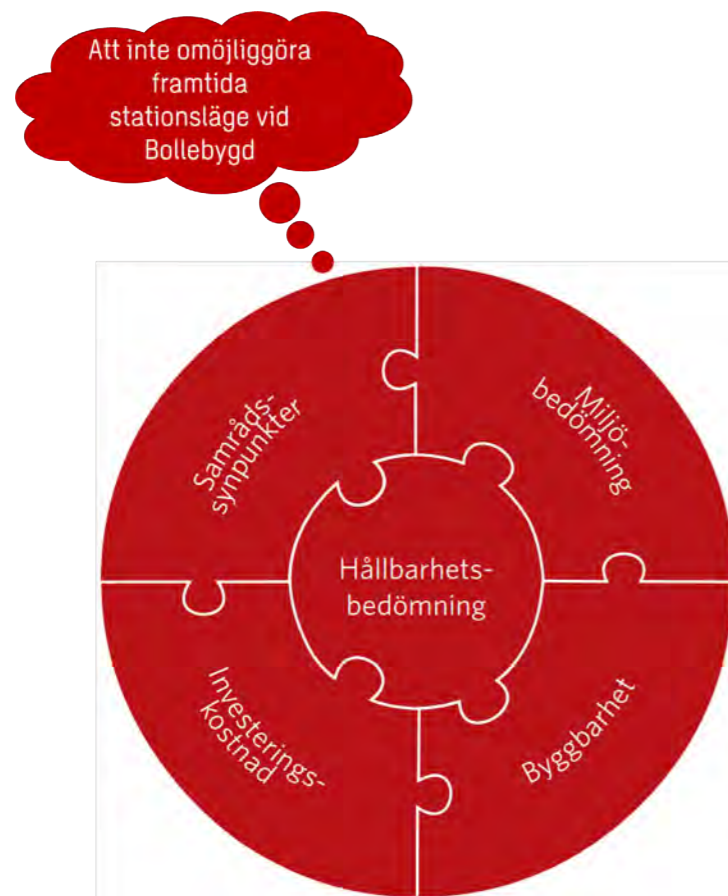 Att inte omöjliggöra
framtida
stationsläge vid
Bollebygd
Samråds-
synpunkter
Miljö-
bedömning
Hållbarhets-
bedömning
Investerings-
kostnad
Byggbarhet